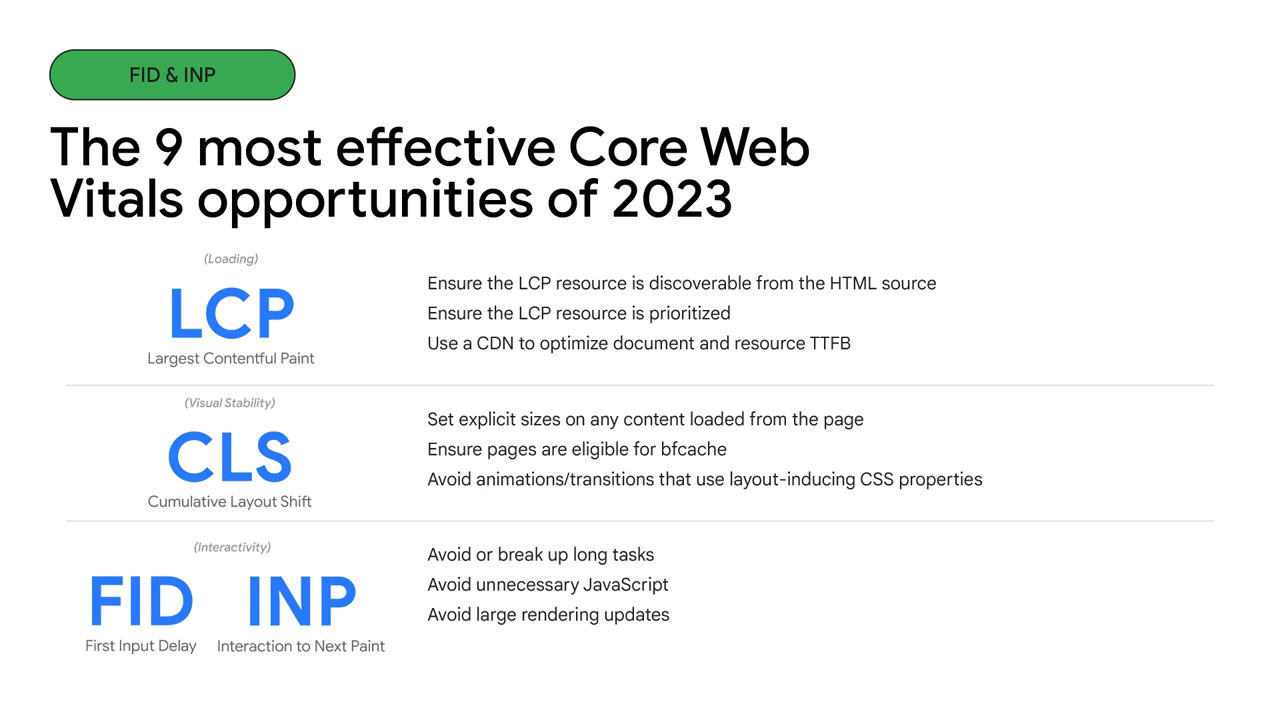 FID & INP
The 9 most effective Core Web
Vitals opportunities of 2023
(Loading)
LCP
Largest Contentful Paint
Ensure the LCP resource is discoverable from the HTML source
Ensure the LCP resource is prioritized
Use a CDN to optimize document and resource TTFB
(Visual Stability)
CLS
Cumulative Layout Shift
Set explicit sizes on any content loaded from the page
Ensure pages are eligible for bfcache
Avoid animations/transitions that use layout-inducing CSS properties
(Interactivity)
FID INP
First Input Delay Interaction to Next Paint
Avoid or break up long tasks
Avoid unnecessary JavaScript
Avoid large rendering updates